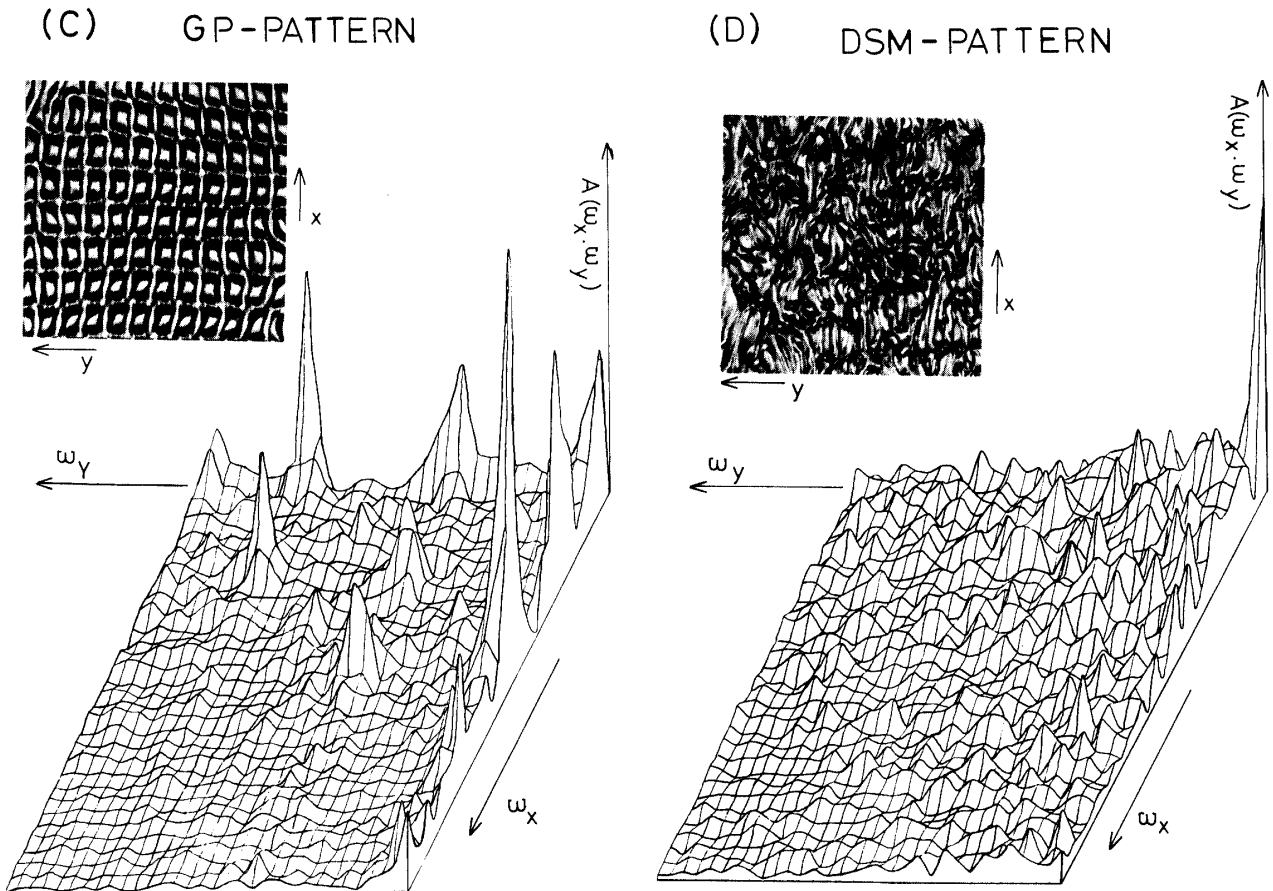 (C) GP-PATTERN
x
y
A(ωx·ωy)
ωy
ωx
(D) DSM-PATTERN
x
y
A(ωx·ωy)
ωy
ωx